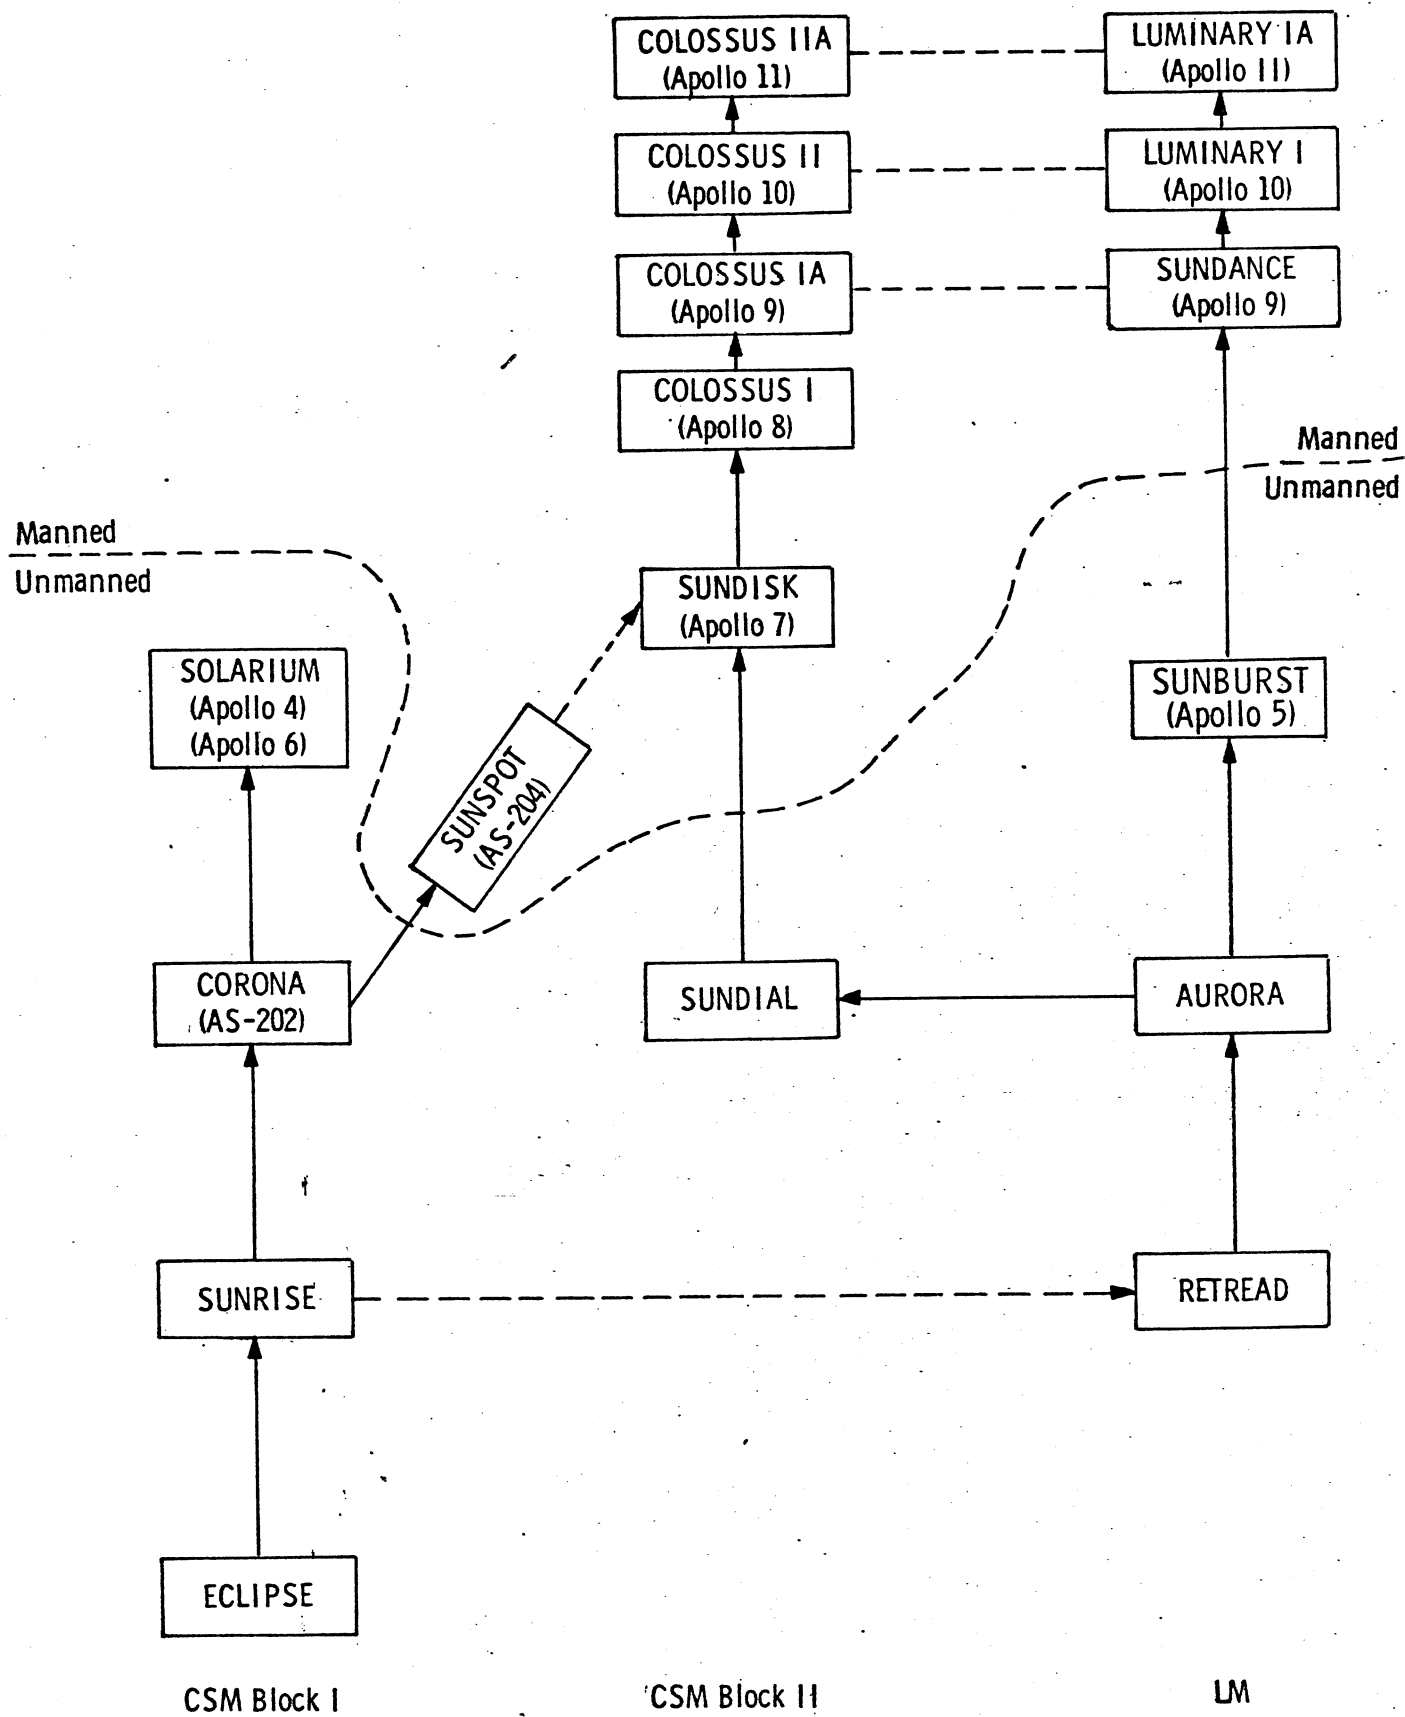 COLOSSUS IIA
(Apollo 11)
LUMINARY IA
(Apollo 11)
COLOSSUS II
(Apollo 10)
LUMINARY I
(Apollo 10)
COLOSSUS IA
(Apollo 9)
SUNDANCE
(Apollo 9)
COLOSSUS I
(Apollo 8)
Manned
Unmanned
Manned
Unmanned
SUNDISK
(Apollo 7)
SOLARIUM
(Apollo 4)
(Apollo 6)
SUNBURST
(Apollo 5)
SUNSPOT
(AS-204)
CORONA
(AS-202)
SUNDIAL
AURORA
SUNRISE
RETREAD
ECLIPSE
CSM Block I
CSM Block II
LM